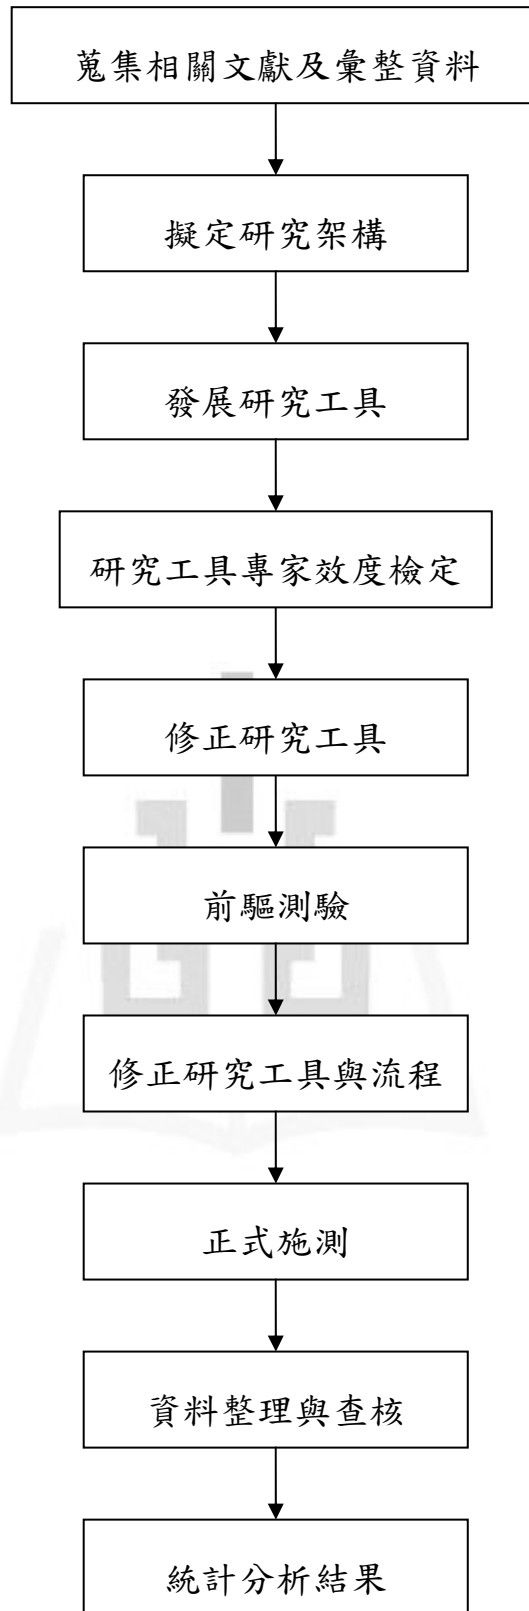 蒐集相關文獻及彙整資料
擬定研究架構
發展研究工具
研究工具專家效度檢定
修正研究工具
前驅測驗
修正研究工具與流程
正式施測
資料整理與查核
統計分析結果